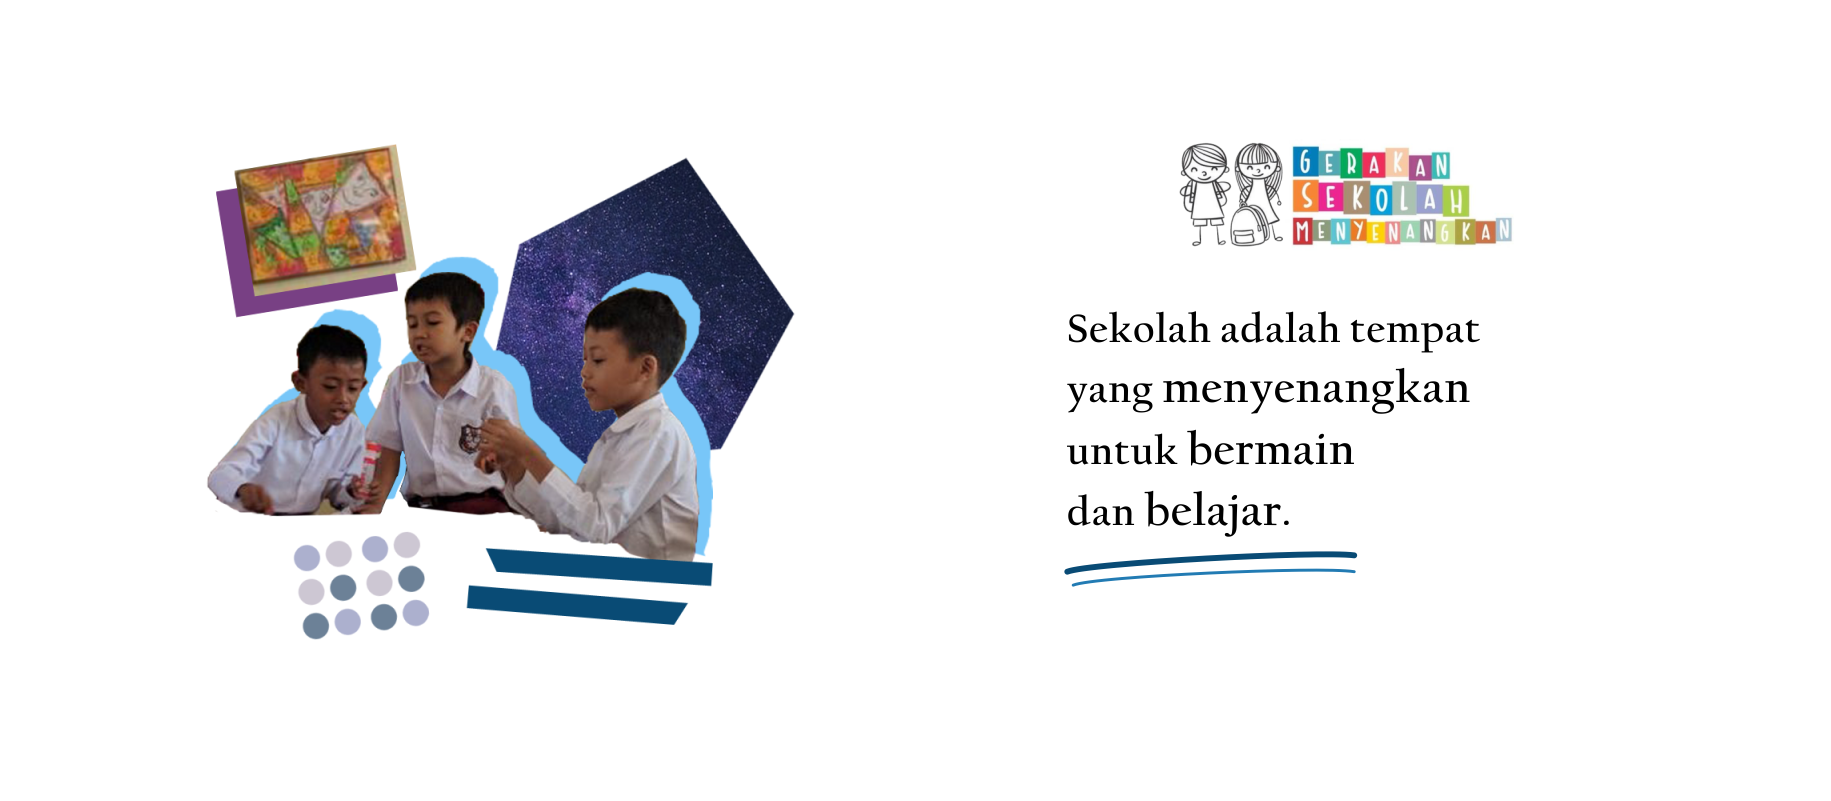 GERAKAN
SEKOLAH
MENYENANGKAN
Sekolah adalah tempat
yang menyenangkan
untuk bermain
dan belajar.